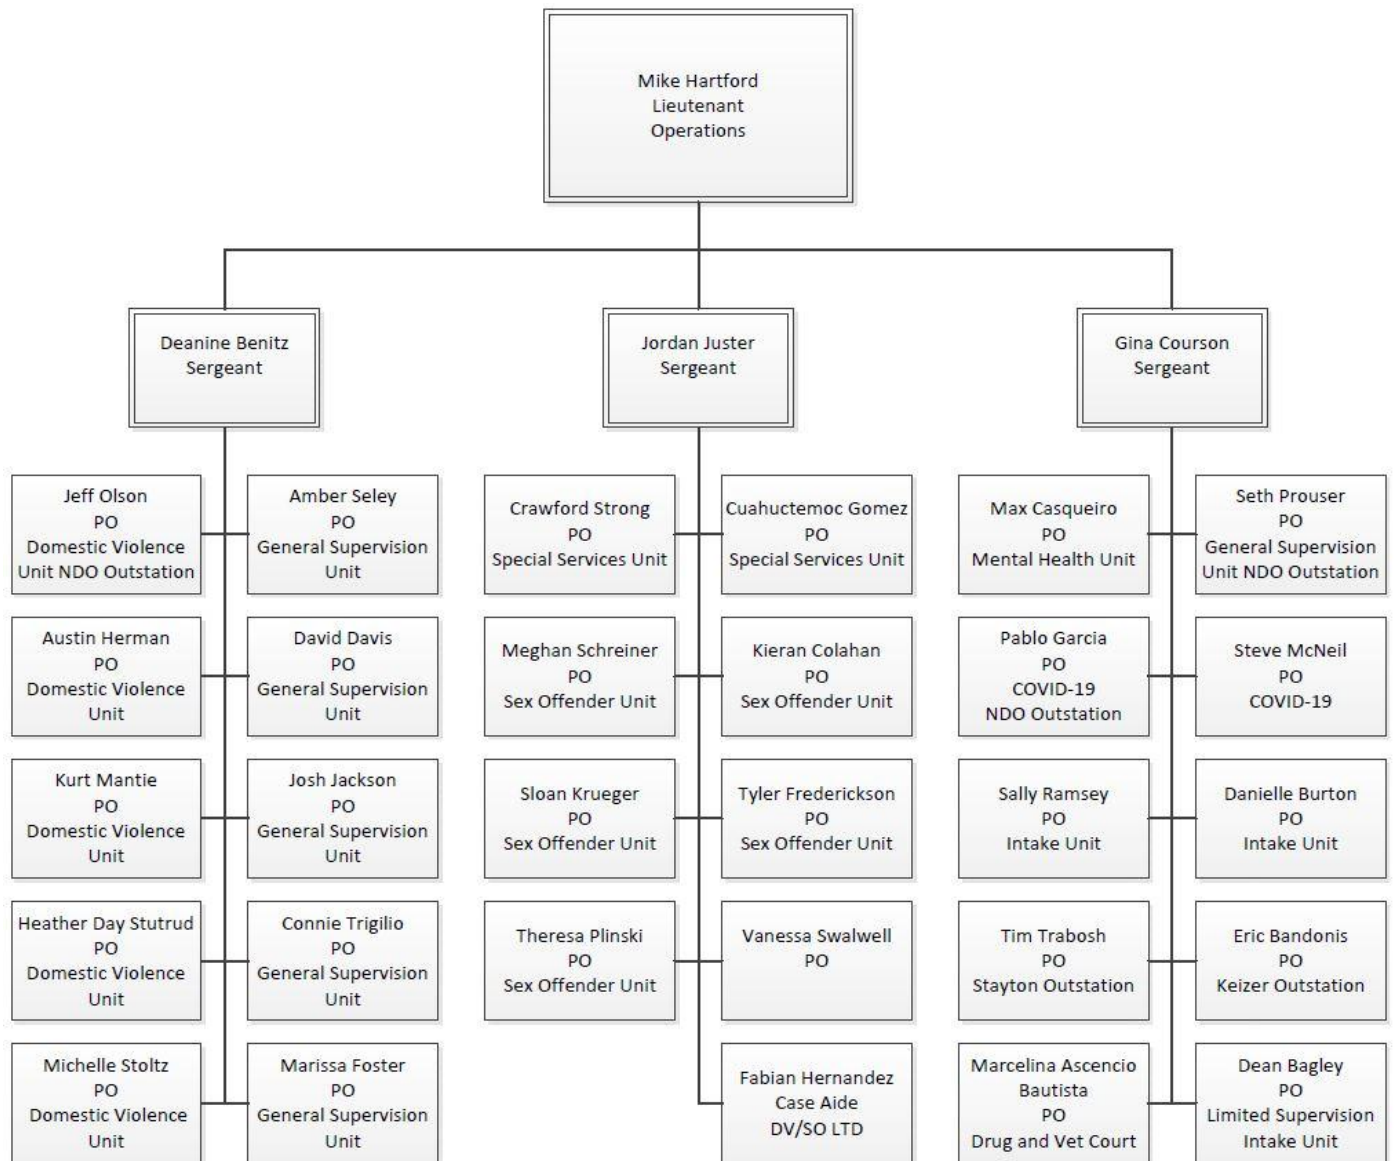 Mike Hartford
Lieutenant
Operations
Deanine Benitz
Sergeant
Jordan Juster
Sergeant
Gina Courson
Sergeant
Jeff Olson
PO
Domestic Violence
Unit NDO Outstation
Amber Seley
PO
General Supervision
Unit
Crawford Strong
PO
Special Services Unit
Cuahuctemoc Gomez
PO
Special Services Unit
Max Casqueiro
PO
Mental Health Unit
Seth Prouser
PO
General Supervision
Unit NDO Outstation
Austin Herman
PO
Domestic Violence
Unit
David Davis
PO
General Supervision
Unit
Meghan Schreiner
PO
Sex Offender Unit
Kieran Colahan
PO
Sex Offender Unit
Pablo Garcia
PO
COVID-19
NDO Outstation
Steve McNeil
PO
COVID-19
Kurt Mantie
PO
Domestic Violence
Unit
Josh Jackson
PO
General Supervision
Unit
Sloan Krueger
PO
Sex Offender Unit
Tyler Frederickson
PO
Sex Offender Unit
Sally Ramsey
PO
Intake Unit
Danielle Burton
PO
Intake Unit
Heather Day Stutrud
PO
Domestic Violence
Unit
Connie Trigilio
PO
General Supervision
Unit
Theresa Plinski
PO
Sex Offender Unit
Vanessa Swalwell
PO
Tim Trabosh
PO
Stayton Outstation
Eric Bandonis
PO
Keizer Outstation
Michelle Stoltz
PO
Domestic Violence
Unit
Marissa Foster
PO
General Supervision
Unit
Fabian Hernandez
Case Aide
DV/SO LTD
Marcelina Ascencio
Bautista
PO
Drug and Vet Court
Dean Bagley
PO
Limited Supervision
Intake Unit